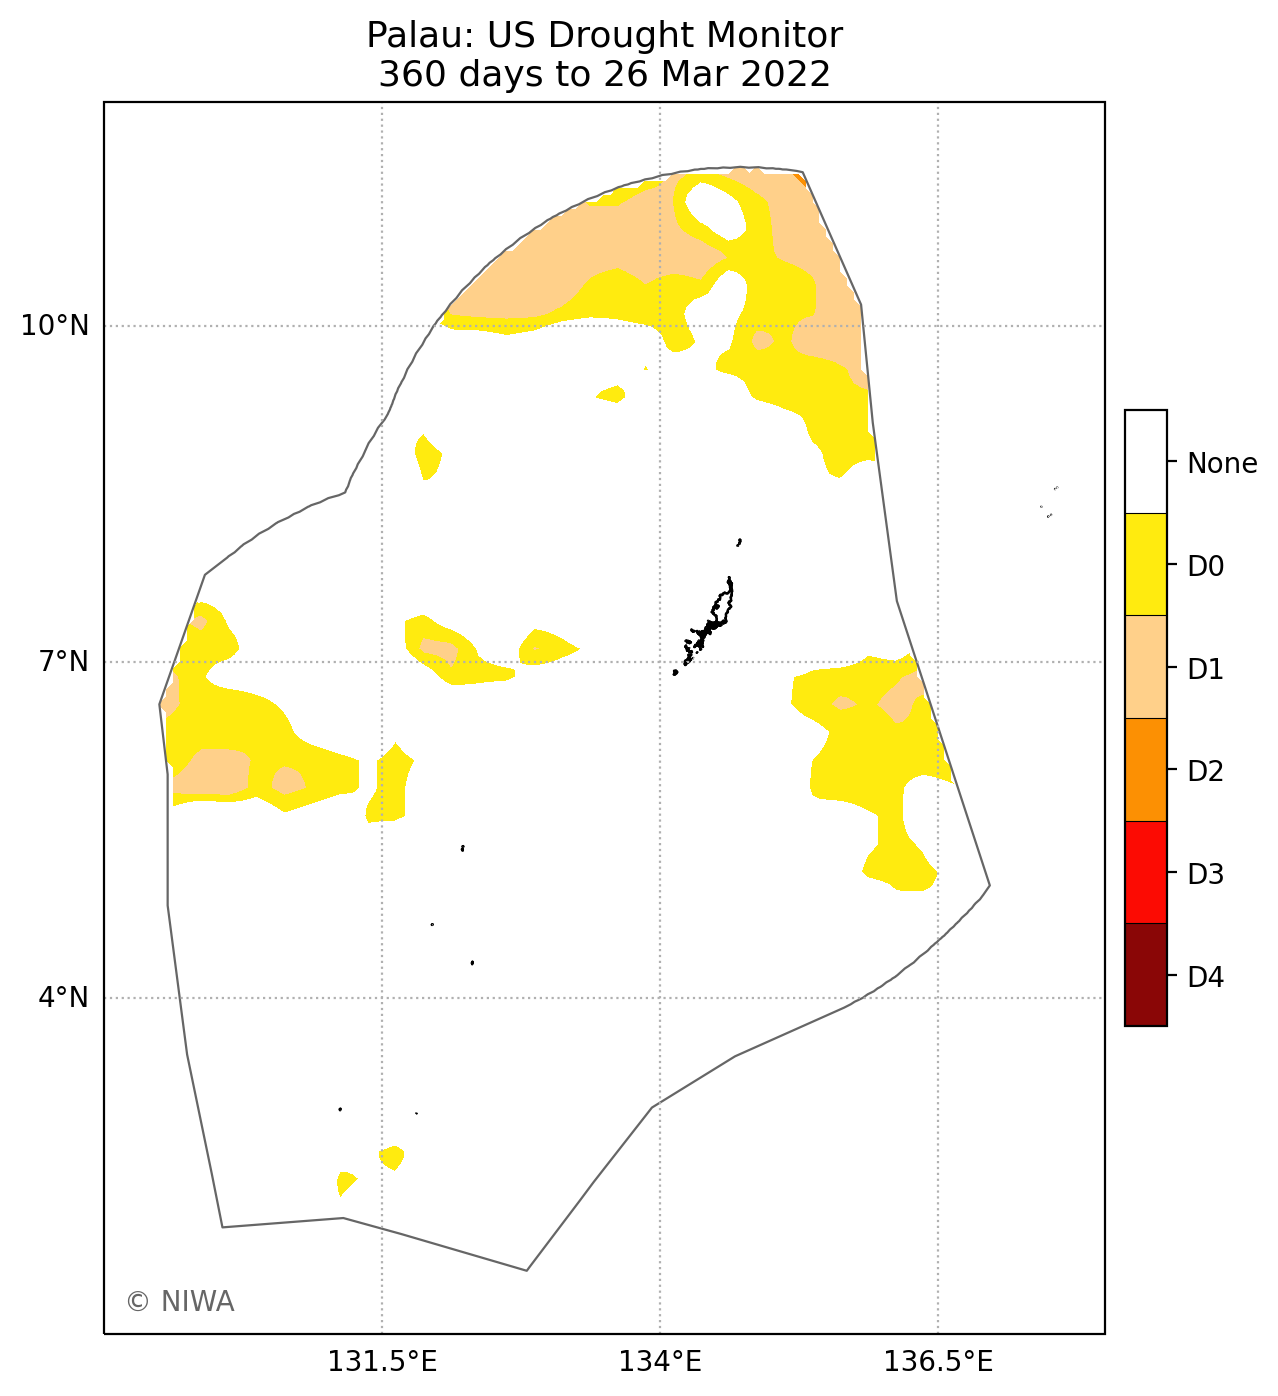 Palau: US Drought Monitor
360 days to 26 Mar 2022
10°N
7°N
4°N
131.5°E
134°E
136.5°E
None
D0
D1
D2
D3
D4
© NIWA